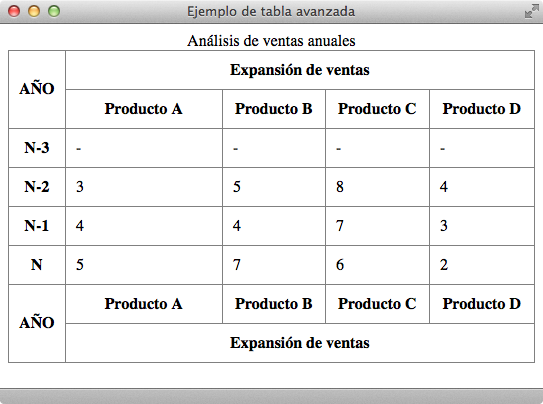 Ejemplo de tabla avanzada
Análisis de ventas anuales
AÑO Expansión de ventas
Producto A Producto B Producto C Producto D
N-3 - - - -
N-2 3 5 8 4
N-1 4 4 7 3
N 5 7 6 2
AÑO Producto A Producto B Producto C Producto D
Expansión de ventas